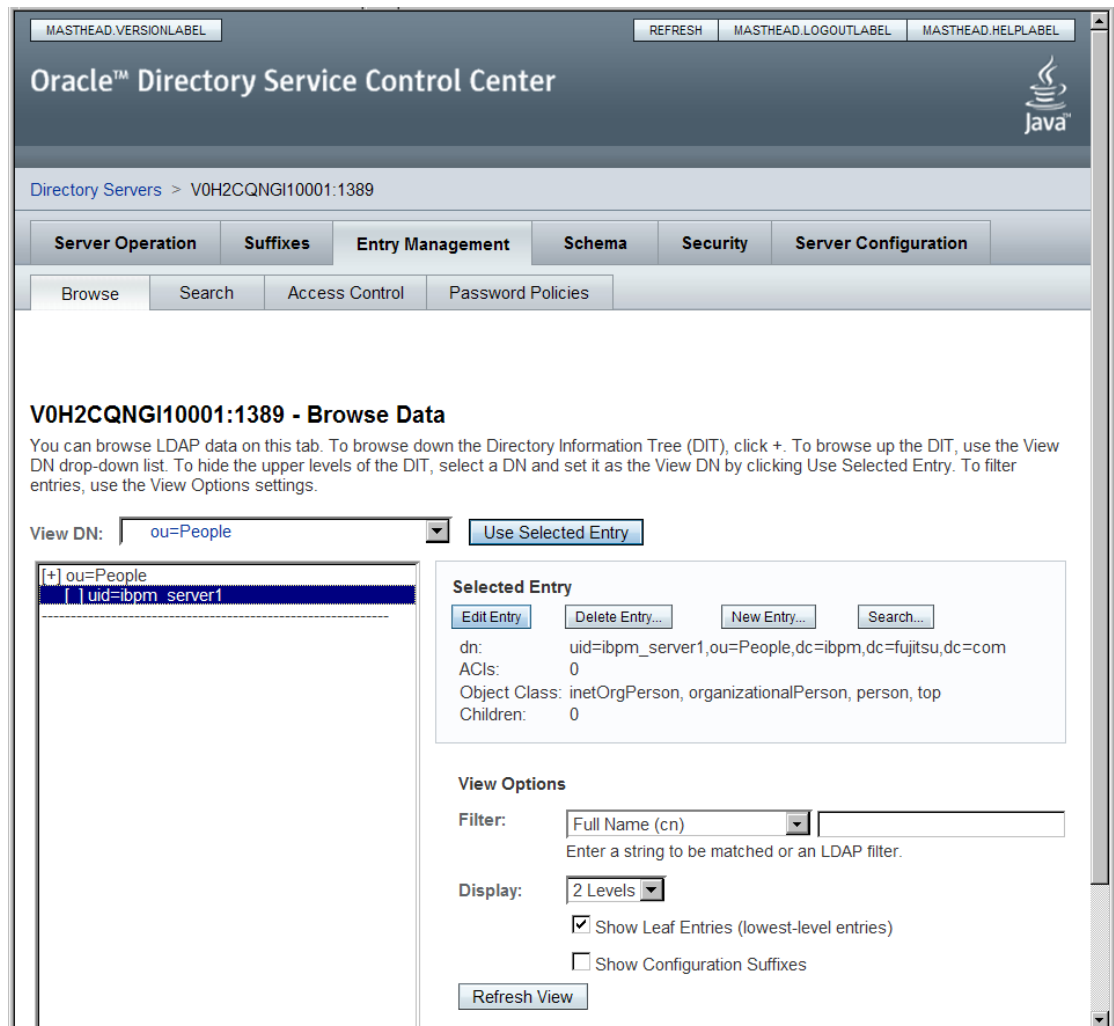 MASTHEAD.VERSIONLABEL REFRESH MASTHEAD.LOGOUTLABEL MASTHEAD.HELPLABEL
Oracle™ Directory Service Control Center
Java™
Directory Servers > V0H2CQNGI10001:1389
Server Operation Suffixes Entry Management Schema Security Server Configuration
Browse Search Access Control Password Policies
V0H2CQNGI10001:1389 - Browse Data
You can browse LDAP data on this tab. To browse down the Directory Information Tree (DIT), click +. To browse up the DIT, use the View
DN drop-down list. To hide the upper levels of the DIT, select a DN and set it as the View DN by clicking Use Selected Entry. To filter
entries, use the View Options settings.
View DN: ou=People Use Selected Entry
[+] ou=People
[ ] uid=ibpm_server1
------------------------------------------------------------
Selected Entry
Edit Entry Delete Entry... New Entry... Search...
dn: uid=ibpm_server1,ou=People,dc=ibpm,dc=fujitsu,dc=com
ACIs: 0
Object Class: inetOrgPerson, organizationalPerson, person, top
Children: 0
View Options
Filter: Full Name (cn)
Enter a string to be matched or an LDAP filter.
Display: 2 Levels
Show Leaf Entries (lowest-level entries)
Show Configuration Suffixes
Refresh View